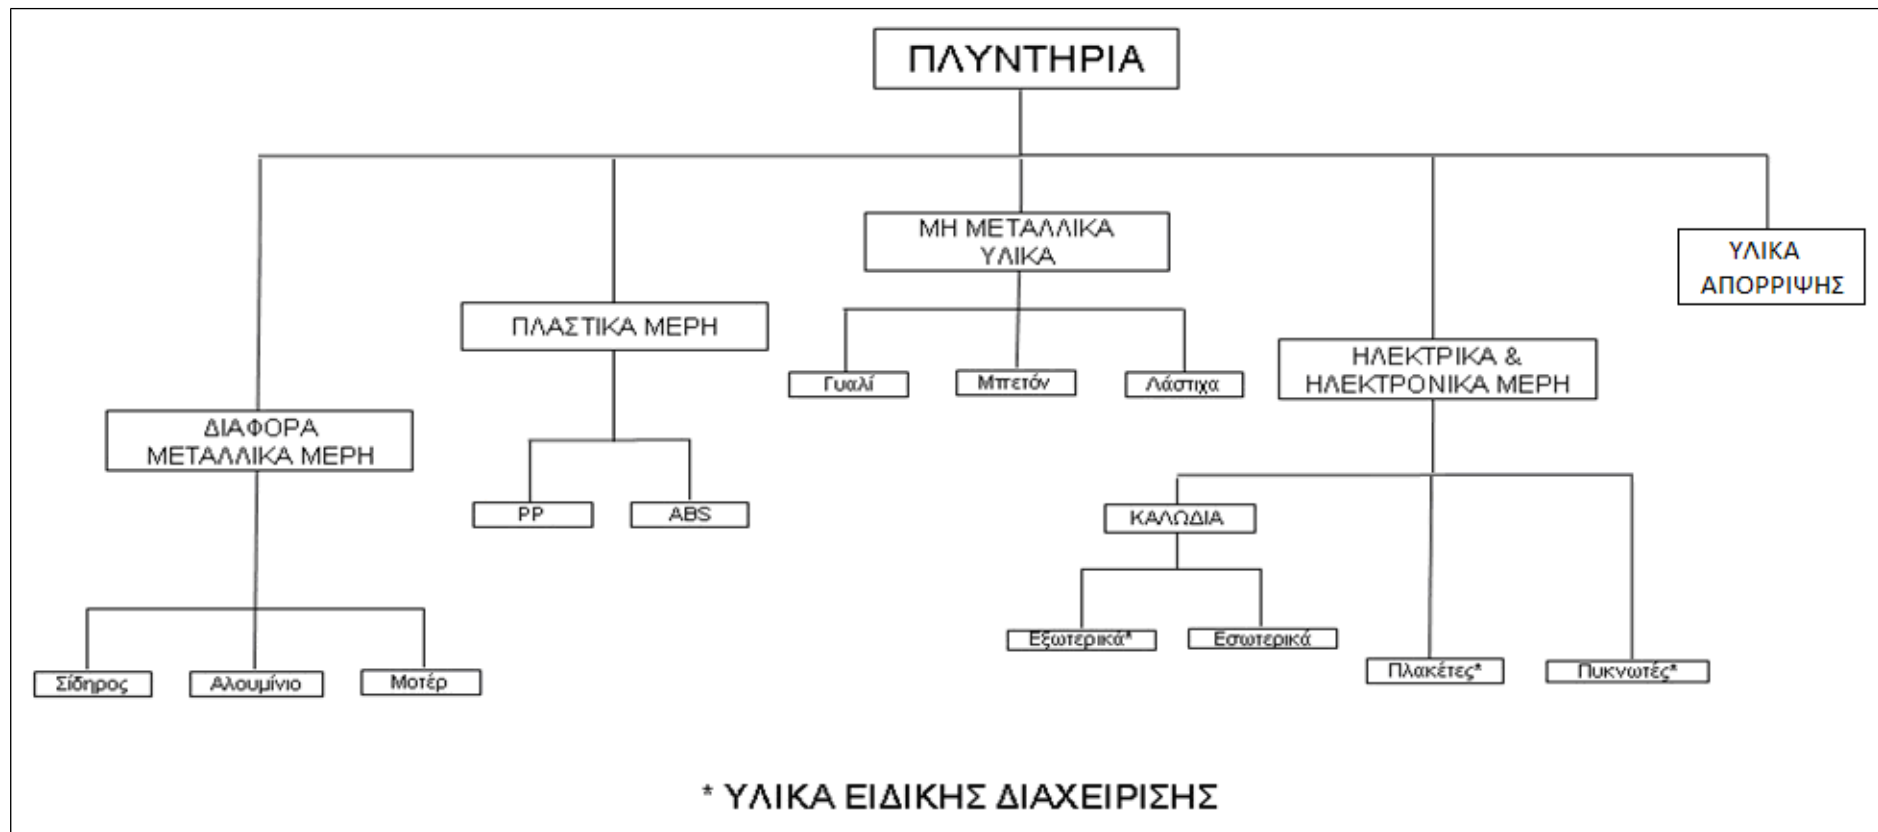 ΠΛΥΝΤΗΡΙΑ
ΜΗ ΜΕΤΑΛΛΙΚΑ
ΥΛΙΚΑ
ΥΛΙΚΑ
ΑΠΟΡΡΙΨΗΣ
ΠΛΑΣΤΙΚΑ ΜΕΡΗ
ΗΛΕΚΤΡΙΚΑ &
ΗΛΕΚΤΡΟΝΙΚΑ ΜΕΡΗ
Γυαλί
Μπετόν
Λάστιχα
ΔΙΑΦΟΡΑ
ΜΕΤΑΛΛΙΚΑ ΜΕΡΗ
PP
ABS
ΚΑΛΩΔΙΑ
Εξωτερικά*
Εσωτερικά
Σίδηρος
Αλουμίνιο
Μοτέρ
Πλακέτες*
Πυκνωτές*
* ΥΛΙΚΑ ΕΙΔΙΚΗΣ ΔΙΑΧΕΙΡΙΣΗΣ